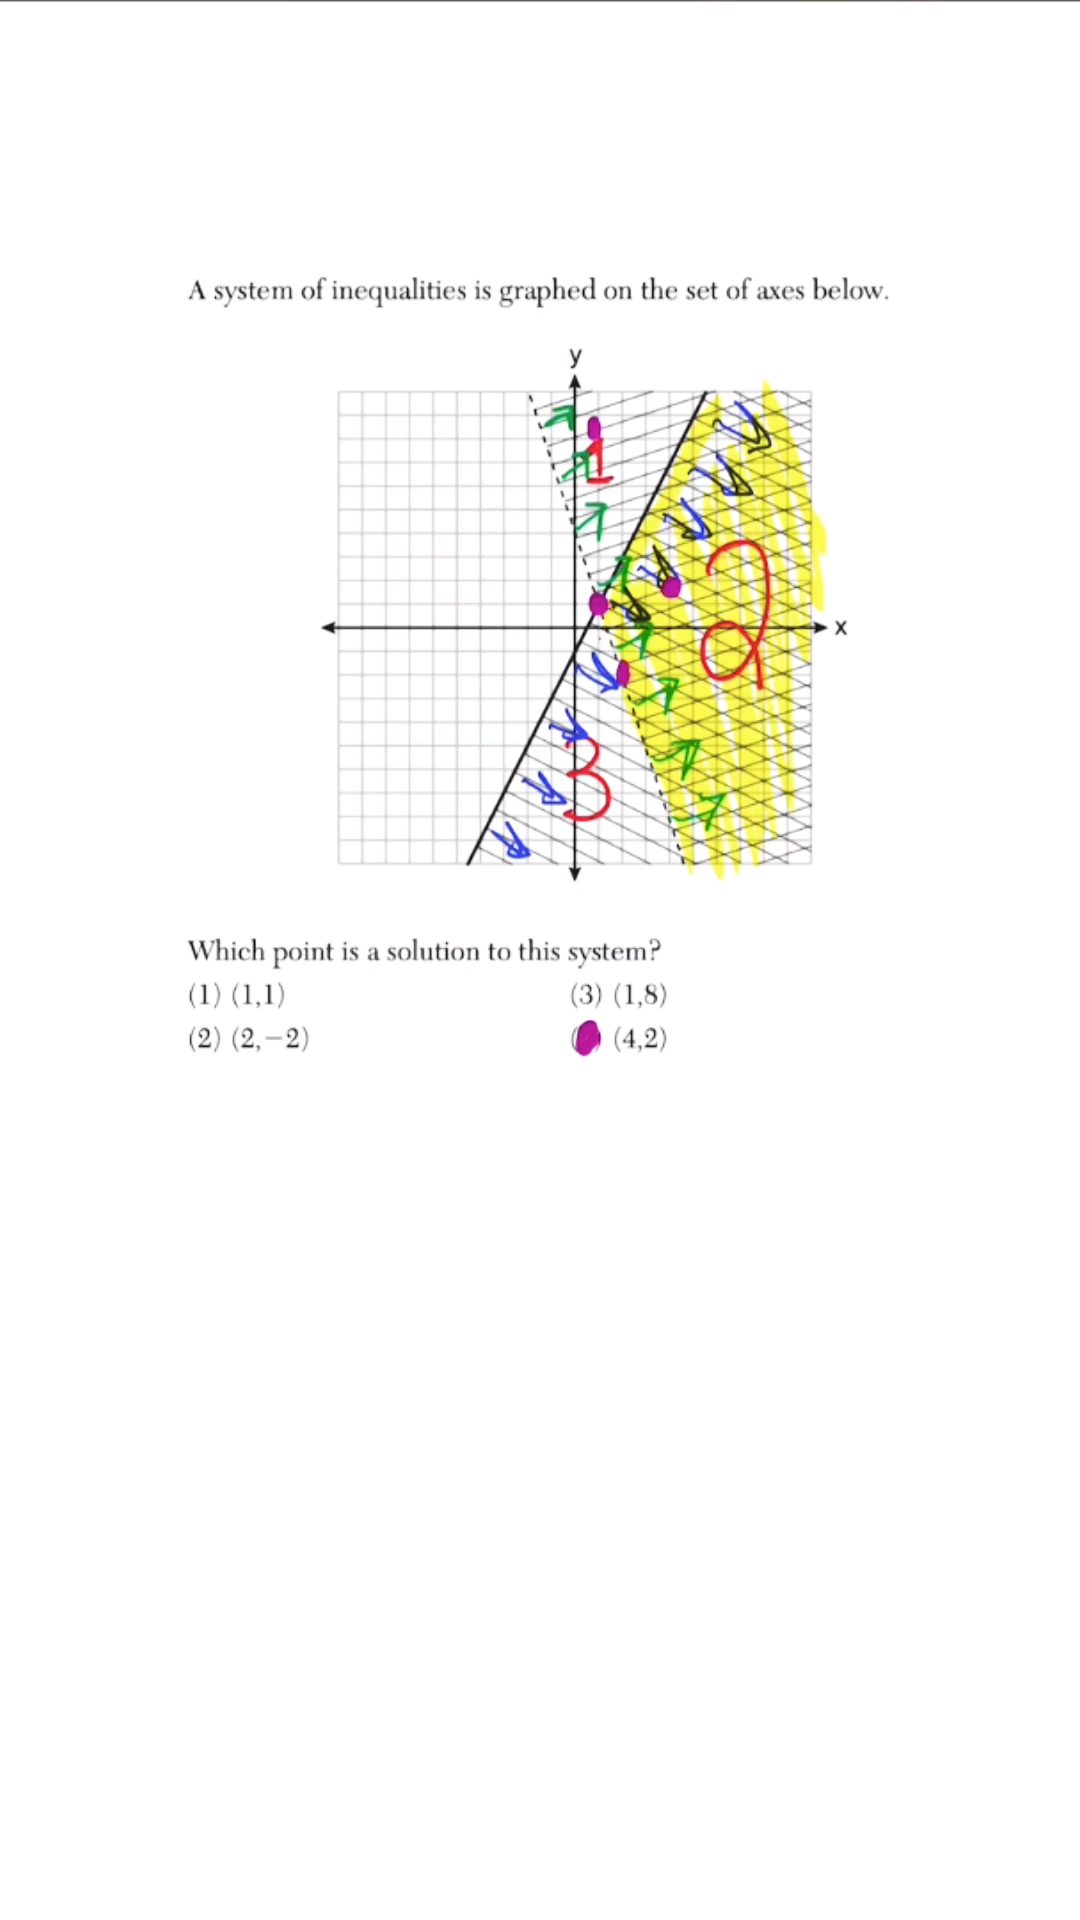 A system of inequalities is graphed on the set of axes below.
y
1
2
x
3
Which point is a solution to this system?
(1) (1,1)
(3) (1,8)
(2) (2,−2)
(4,2)